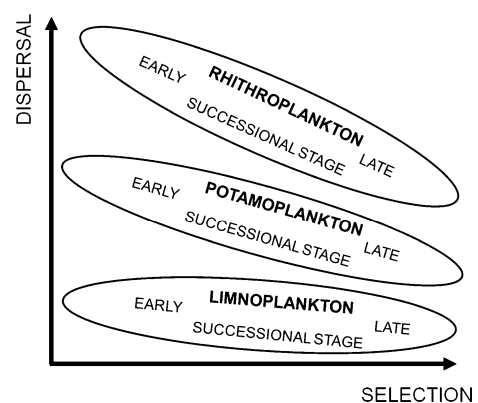 DISPERSAL
EARLY
RHITHROPLANKTON
SUCCESSIONAL STAGE
LATE
EARLY
POTAMOPLANKTON
SUCCESSIONAL STAGE
LATE
EARLY
LIMNOPLANKTON
SUCCESSIONAL STAGE
LATE
SELECTION